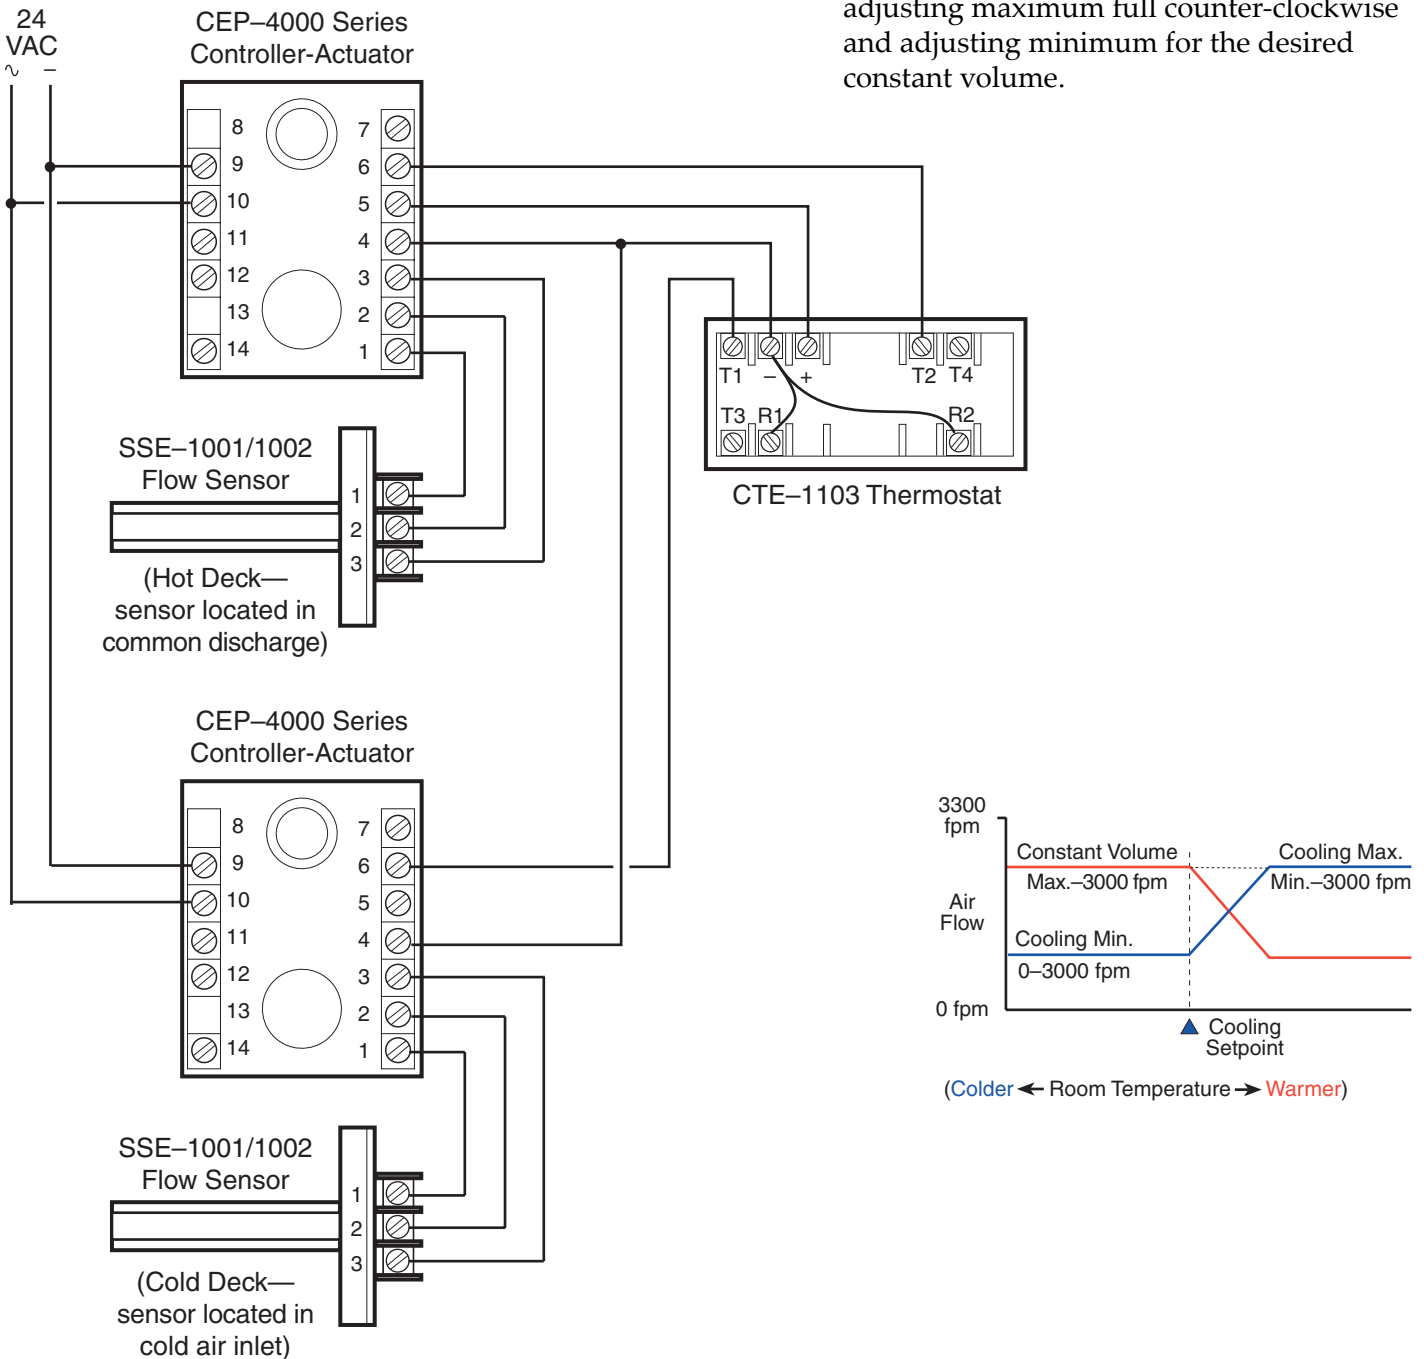 adjusting maximum full counter-clockwise
and adjusting minimum for the desired
constant volume.
24
VAC
~ –
CEP–4000 Series
Controller-Actuator
8 7
9 6
10 5
11 4
12 3
13 2
14 1
T1 – + T2 T4
T3 R1 R2
CTE–1103 Thermostat
SSE–1001/1002
Flow Sensor
1
2
3
(Hot Deck—
sensor located in
common discharge)
CEP–4000 Series
Controller-Actuator
8 7
9 6
10 5
11 4
12 3
13 2
14 1
SSE–1001/1002
Flow Sensor
1
2
3
(Cold Deck—
sensor located in
cold air inlet)
3300
fpm
Constant Volume
Max.–3000 fpm
Cooling Max.
Min.–3000 fpm
Air
Flow
Cooling Min.
0–3000 fpm
0 fpm
Cooling
Setpoint
(Colder ← Room Temperature → Warmer)